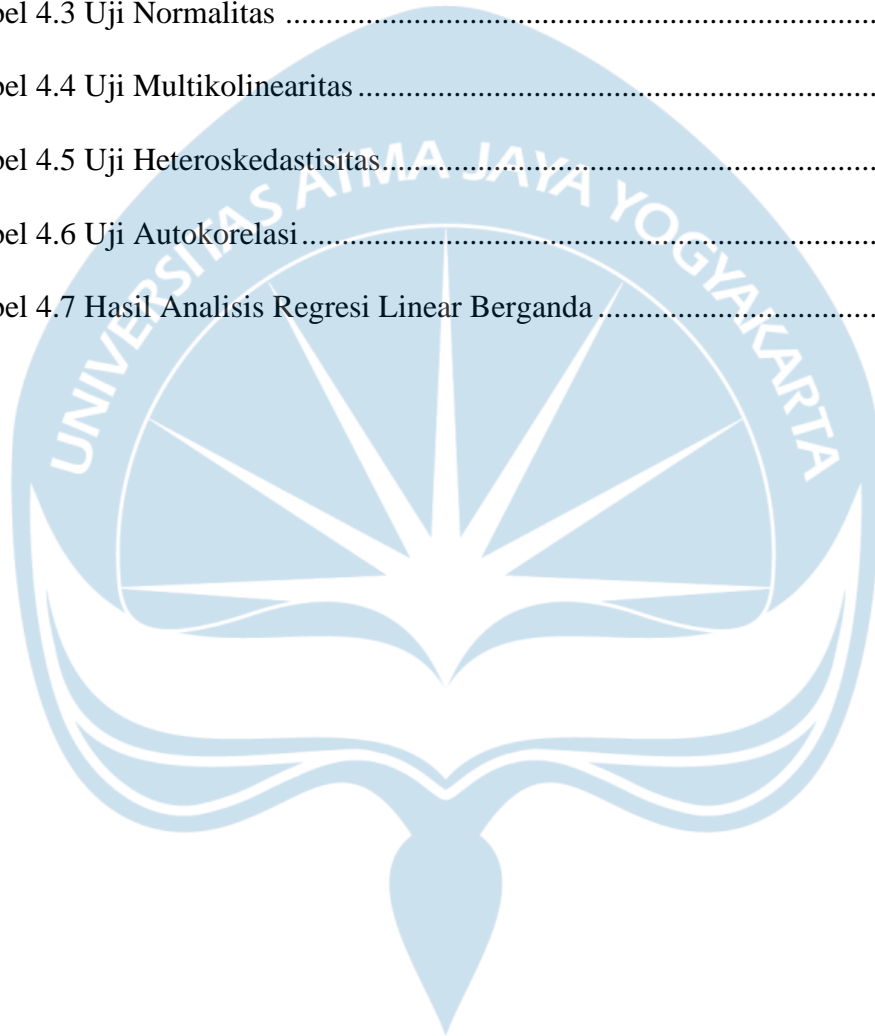 bel 4.3 Uji Normalitas ........................................................................
bel 4.4 Uji Multikolinearitas ..............................................................
bel 4.5 Uji Heteroskedastisitas...........................................................
bel 4.6 Uji Autokorelasi.....................................................................
bel 4.7 Hasil Analisis Regresi Linear Berganda .................................
UNIVERSITAS ATMA JAYA YOGYAKARTA